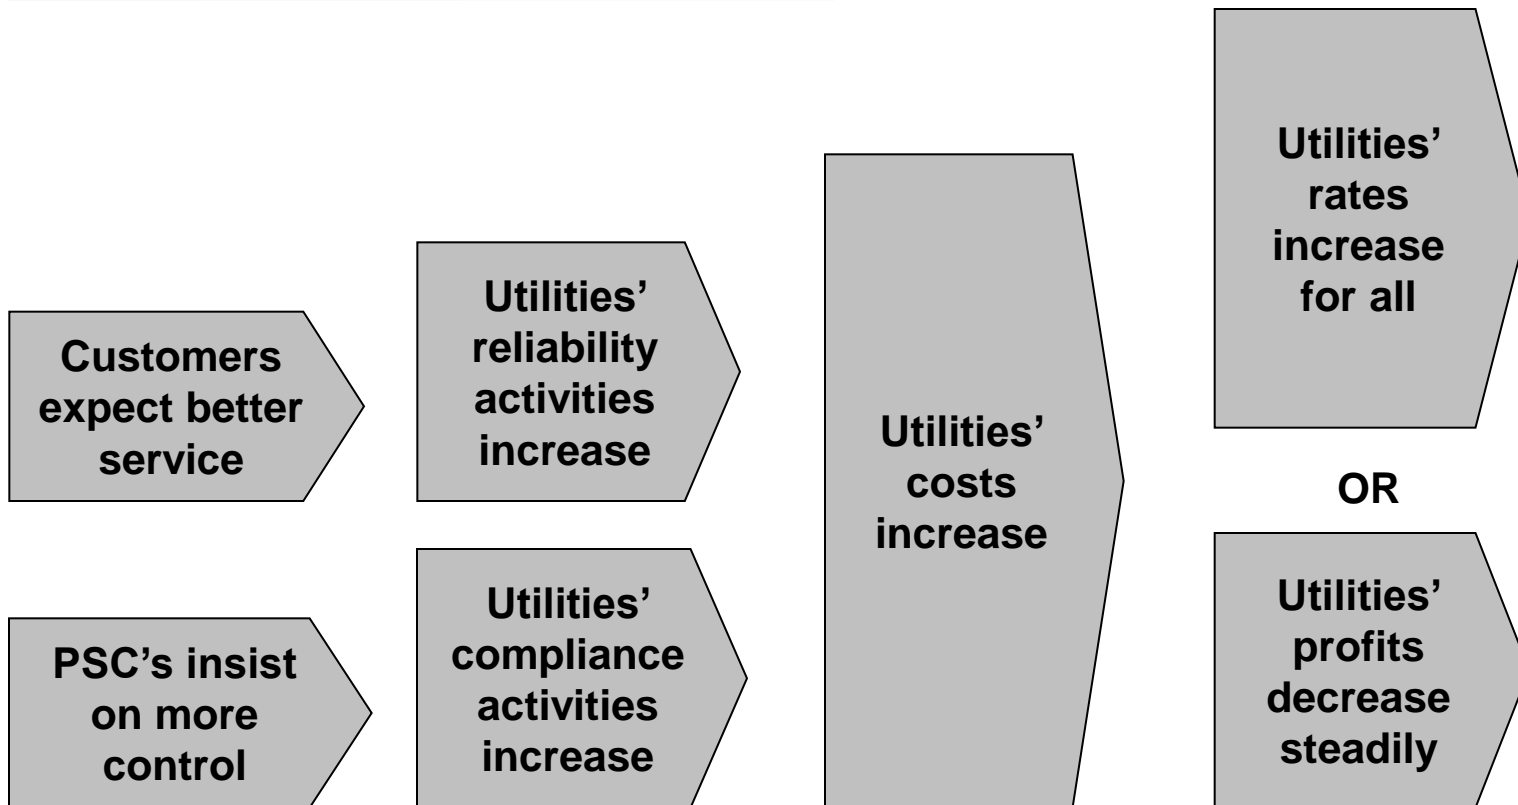 Customers
expect better
service
PSC's insist
on more
control
Utilities’
reliability
activities
increase
Utilities’
compliance
activities
increase
Utilities’
costs
increase
Utilities’
rates
increase
for all
OR
Utilities’
profits
decrease
steadily